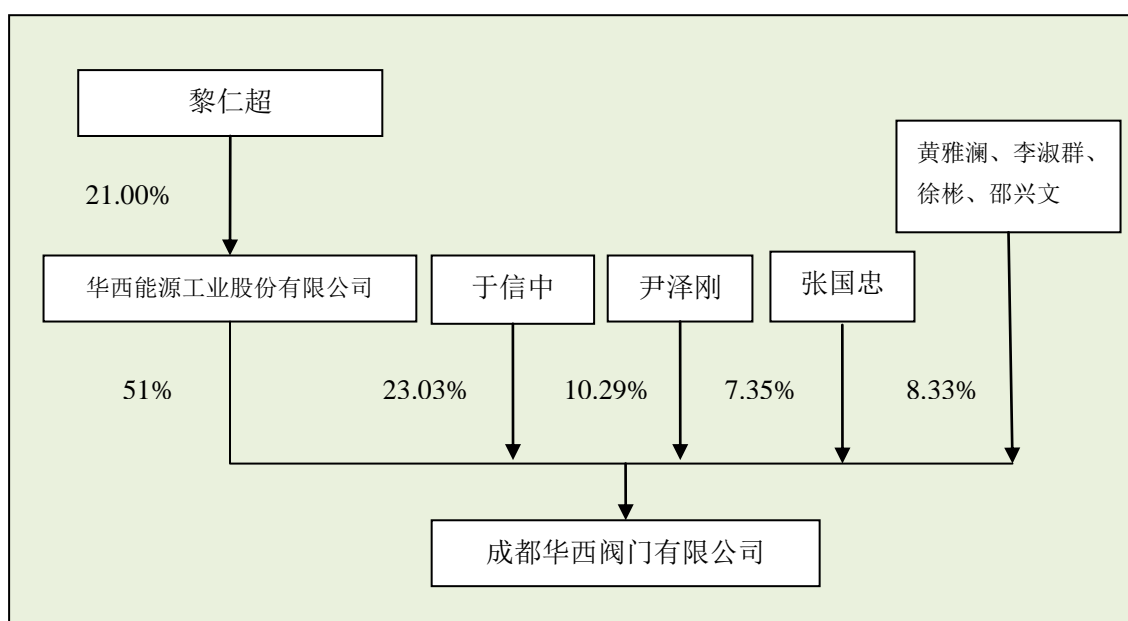 黎仁超
黄雅澜、李淑群、
徐彬、邵兴文
21.00%
华西能源工业股份有限公司
于信中
尹泽刚
张国忠
51%
23.03%
10.29%
7.35%
8.33%
成都华西阀门有限公司